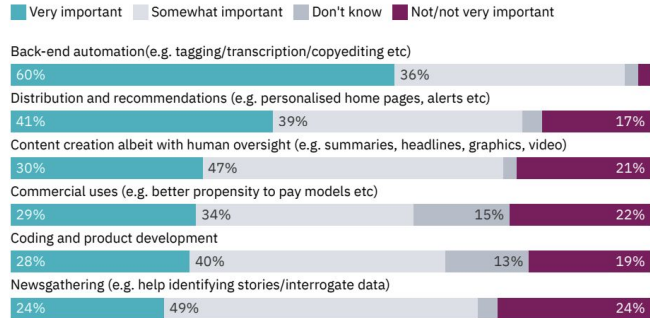 Very important Somewhat important Don't know Not/not very important
Back-end automation(e.g. tagging/transcription/copyediting etc)
60% 36%
Distribution and recommendations (e.g. personalised home pages, alerts etc)
41% 39% 17%
Content creation albeit with human oversight (e.g. summaries, headlines, graphics, video)
30% 47% 21%
Commercial uses (e.g. better propensity to pay models etc)
29% 34% 15% 22%
Coding and product development
28% 40% 13% 19%
Newsgathering (e.g. help identifying stories/interrogate data)
24% 49% 24%